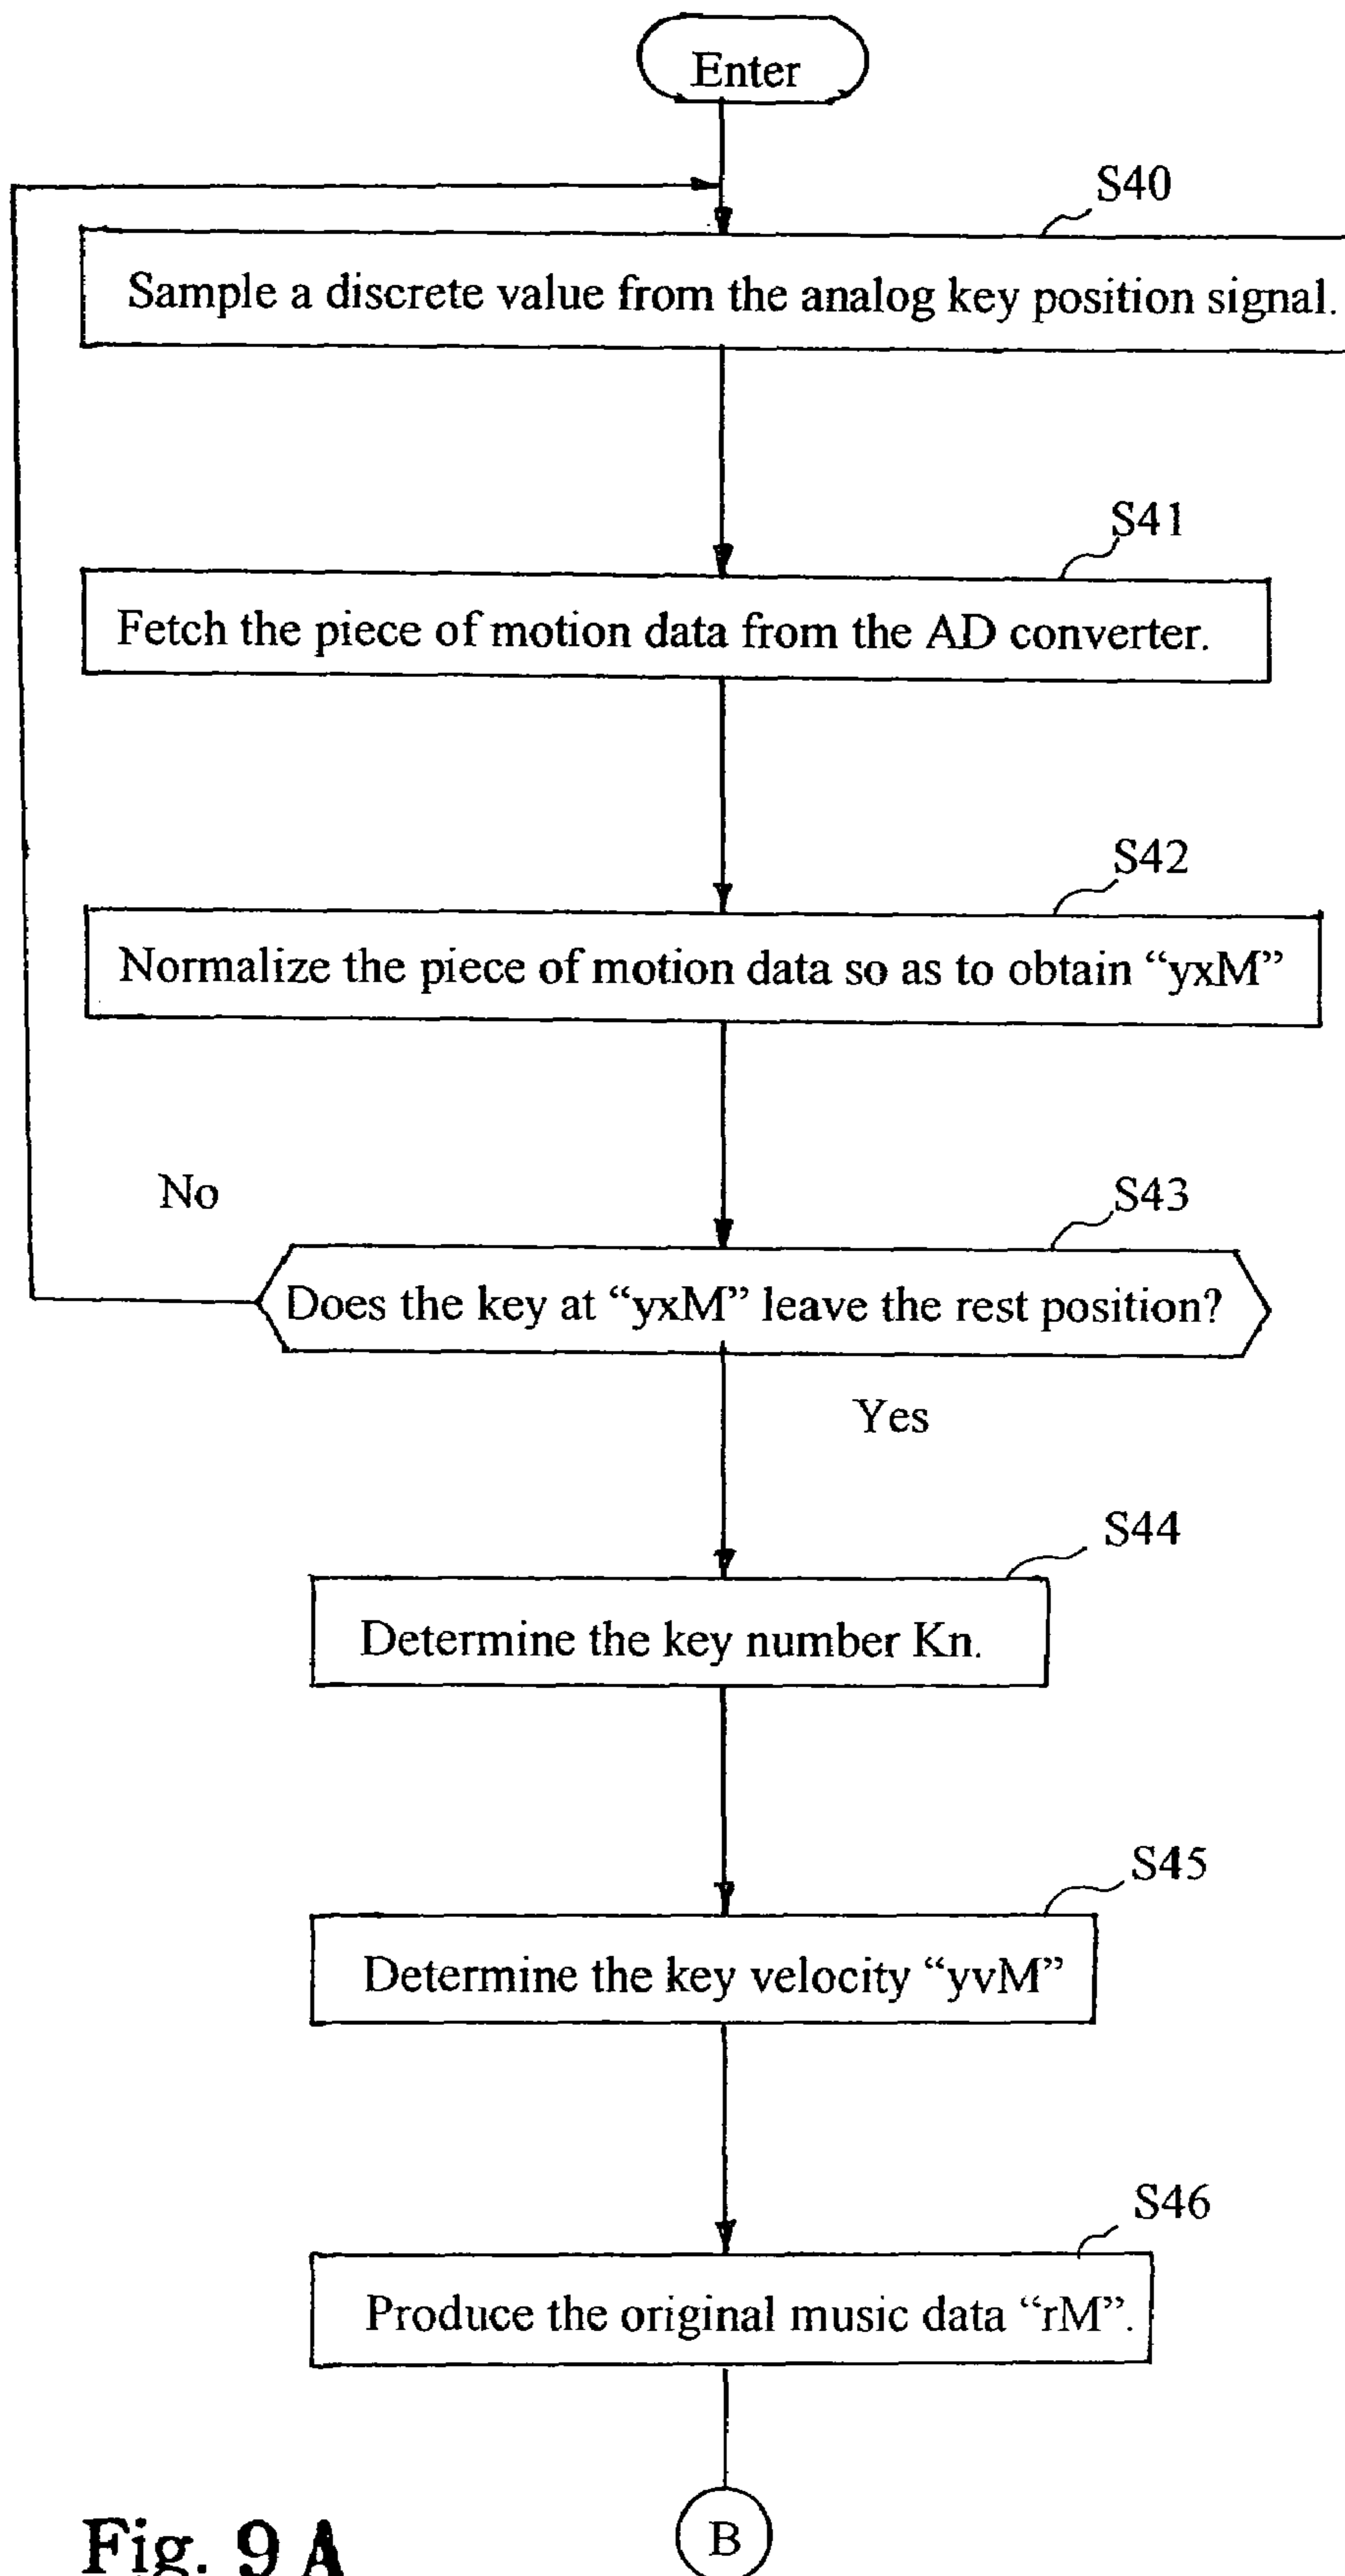 Enter
S40
Sample a discrete value from the analog key position signal.
S41
Fetch the piece of motion data from the AD converter.
S42
Normalize the piece of motion data so as to obtain “yxM”
No
S43
Does the key at “yxM” leave the rest position?
Yes
S44
Determine the key number Kn.
S45
Determine the key velocity “yvM”
S46
Produce the original music data “rM”.
B
Fig. 9 A